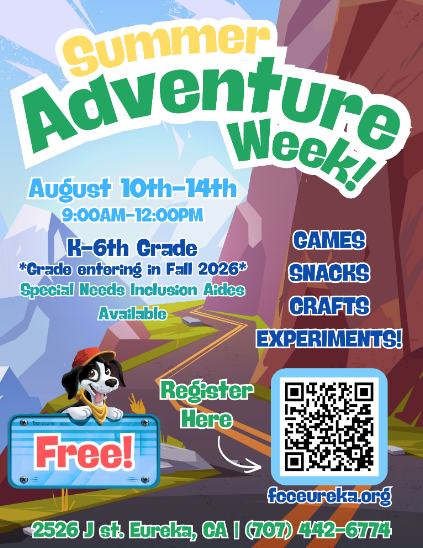 Summer
Adventure
Week!
August 10th-14th
9:00AM-12:00PM
K-6th Grade
*Grade entering in Fall 2026*
Special Needs Inclusion Aides
Available
GAMES
SNACKS
CRAFTS
EXPERIMENTS!
Register
Here
Free!
foceureka.org
2526 J st. Eureka, CA | (707) 442-6774